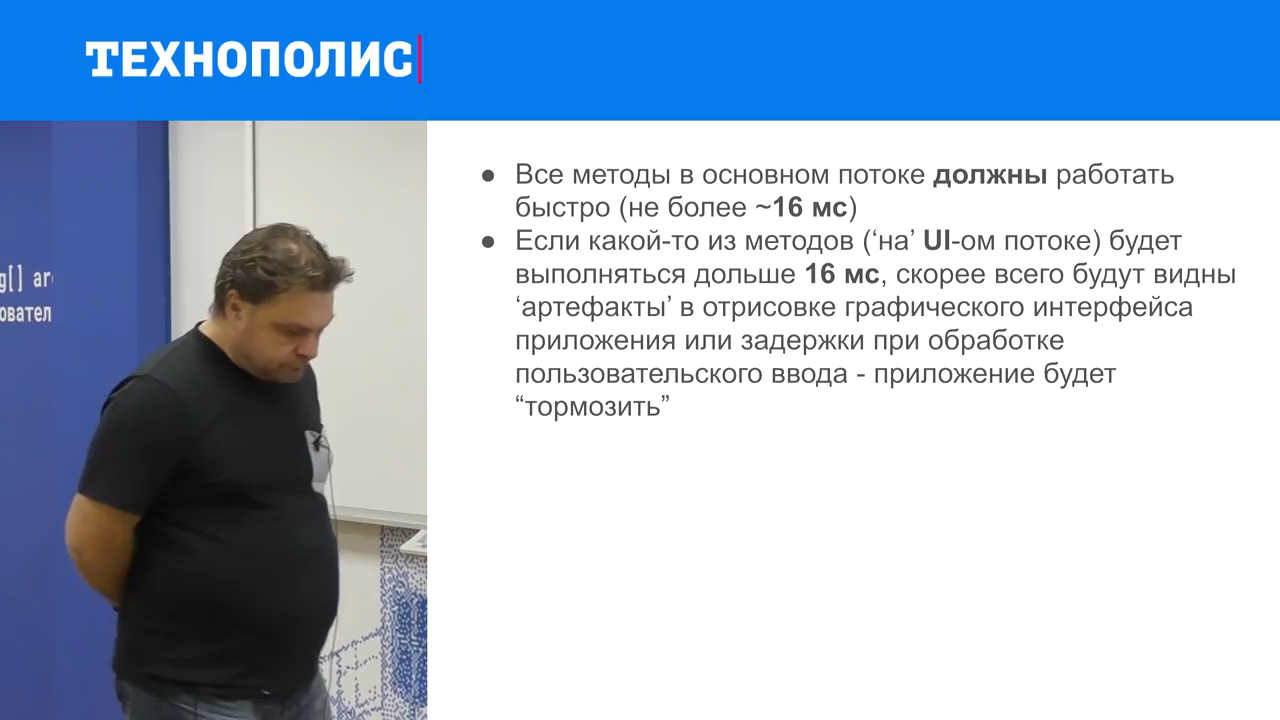 ТЕХНОПОЛИС
g[] ar
овател
● Все методы в основном потоке должны работать
быстро (не более ~16 мс)
● Если какой-то из методов (‘на’ UI-ом потоке) будет
выполняться дольше 16 мс, скорее всего будут видны
‘артефакты’ в отрисовке графического интерфейса
приложения или задержки при обработке
пользовательского ввода - приложение будет
“тормозить”